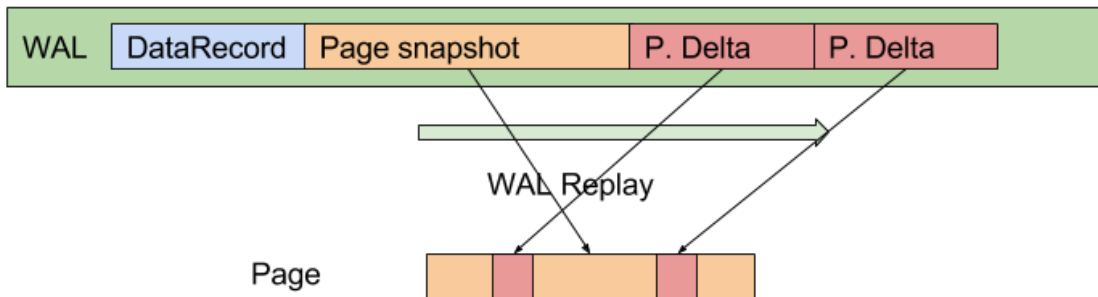 WAL DataRecord Page snapshot P. Delta P. Delta
WAL Replay
Page